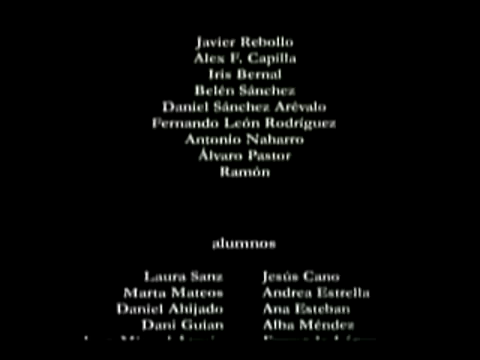 Javier Rebollo
Alex F. Capilla
Iris Bernal
Belén Sánchez
Daniel Sánchez Arévalo
Fernando León Rodríguez
Antonio Naharro
Álvaro Pastor
Ramón
alumnos
Laura Sanz Jesús Cano
Marta Mateos Andrea Estrella
Daniel Ahijado Ana Esteban
Dani Guian Alba Méndez